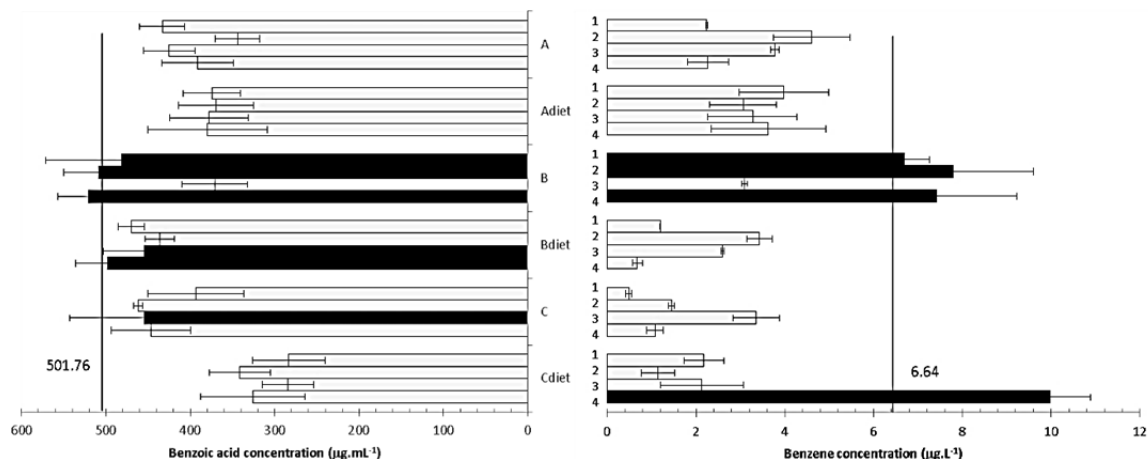 A
Adiet
B
Bdiet
C
Cdiet
501.76
600 500 400 300 200 100 0
Benzoic acid concentration (µg.mL-1)
1
2
3
4
1
2
3
4
1
2
3
4
1
2
3
4
1
2
3
4
1
2
3
4
6.64
0 2 4 6 8 10 12
Benzene concentration (µg.L-1)